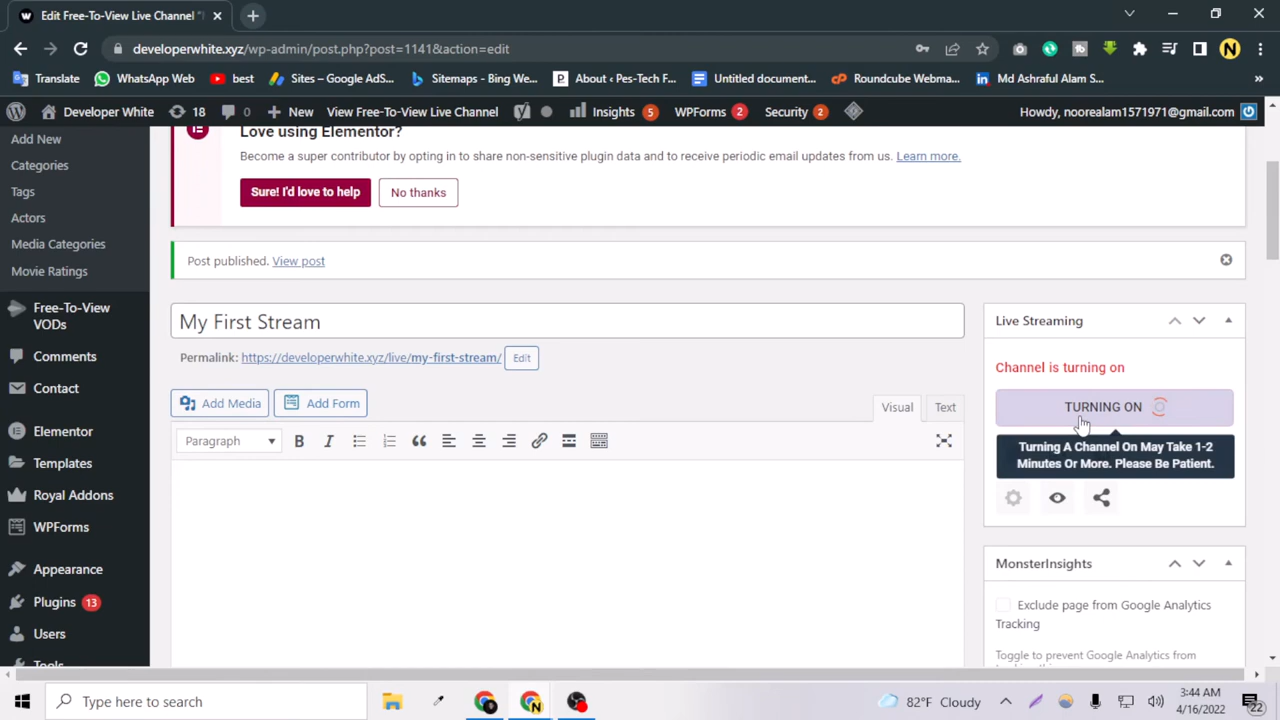 Edit Free-To-View Live Channel "
developerwhite.xyz/wp-admin/post.php?post=1141&action=edit
Translate
WhatsApp Web
best
Sites – Google AdS...
Sitemaps - Bing We...
About ‹ Pes-Tech F...
Untitled document...
Roundcube Webma...
Md Ashraful Alam S...
»
Developer White
18
0
New
View Free-To-View Live Channel
Insights 5
WPForms 2
Security 2
Howdy, noorealam1571971@gmail.com
Add New
Categories
Tags
Actors
Media Categories
Movie Ratings
Free-To-View
VODs
Comments
Contact
Elementor
Templates
Royal Addons
WPForms
Appearance
Plugins 13
Users
Tools
Love using Elementor?
Become a super contributor by opting in to share non-sensitive plugin data and to receive periodic email updates from us. Learn more.
Sure! I'd love to help
No thanks
Post published. View post
My First Stream
Permalink: https://developerwhite.xyz/live/my-first-stream/ Edit
Add Media
Add Form
Visual
Text
Paragraph
B
I
Live Streaming
Channel is turning on
TURNING ON
Turning A Channel On May Take 1-2
Minutes Or More. Please Be Patient.
MonsterInsights
Exclude page from Google Analytics
Tracking
Toggle to prevent Google Analytics from
Type here to search
82°F Cloudy
3:44 AM
4/16/2022
22